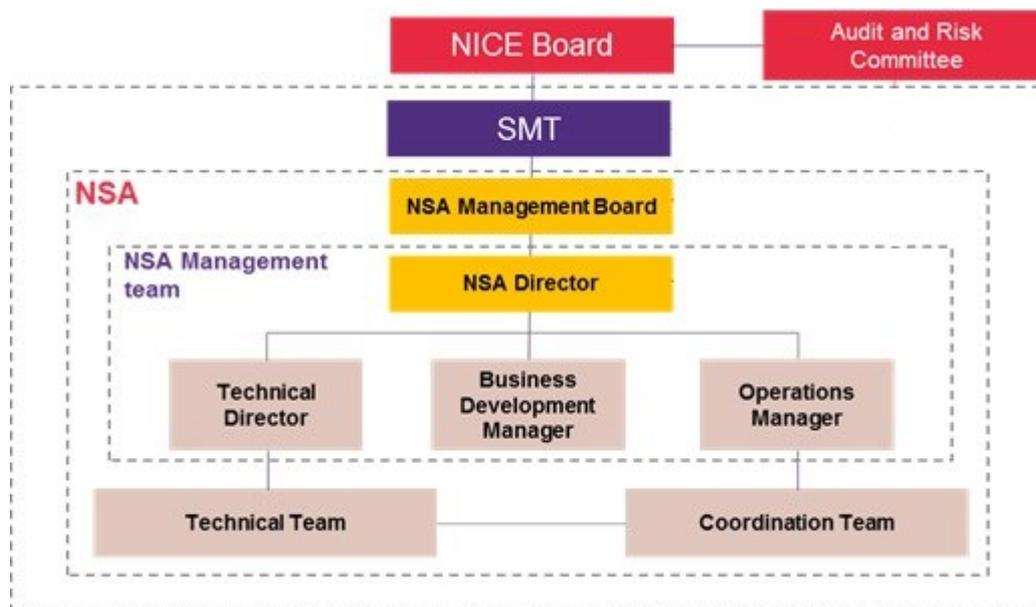 NICE Board
Audit and Risk
Committee
SMT
NSA
NSA Management Board
NSA Management
team
NSA Director
Technical
Director
Business
Development
Manager
Operations
Manager
Technical Team
Coordination Team